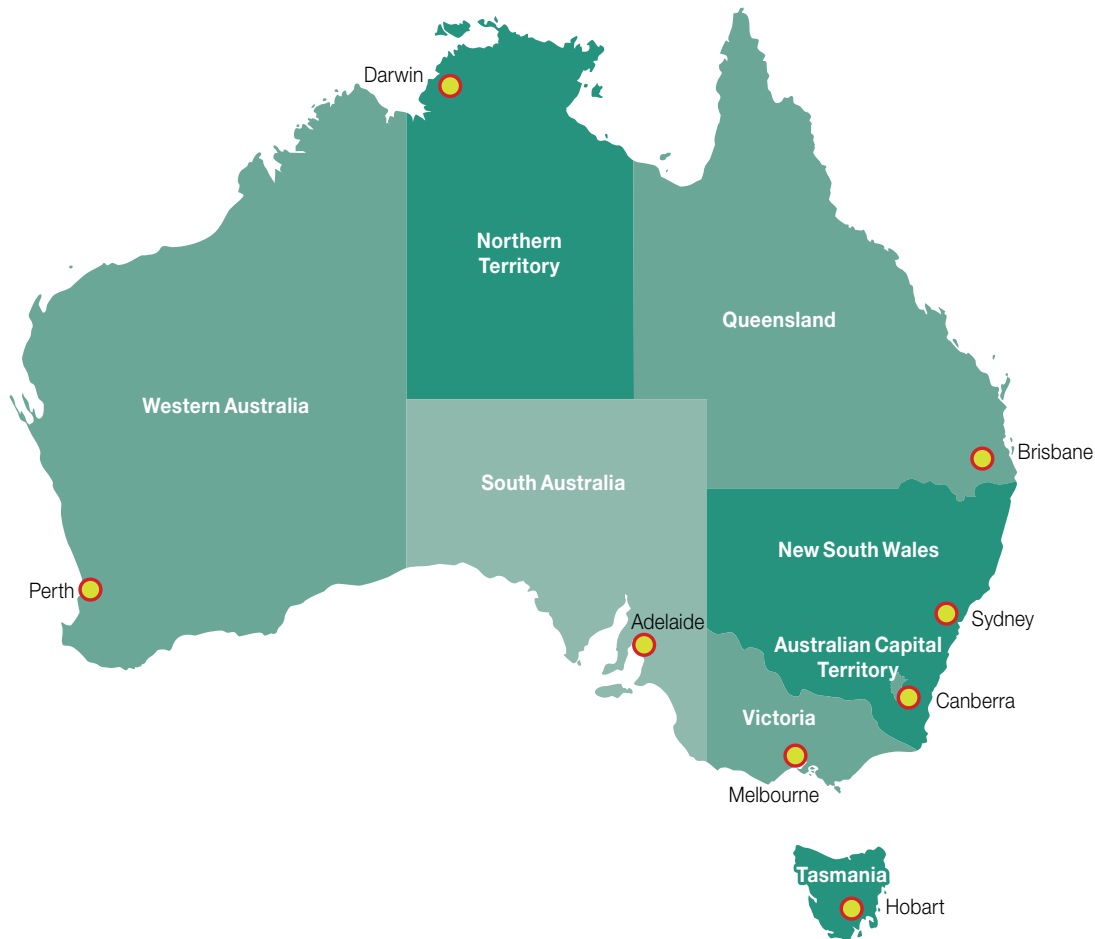 Darwin
Northern
Territory
Queensland
Western Australia
Brisbane
South Australia
New South Wales
Perth
Adelaide
Sydney
Australian Capital
Territory
Canberra
Victoria
Melbourne
Tasmania
Hobart